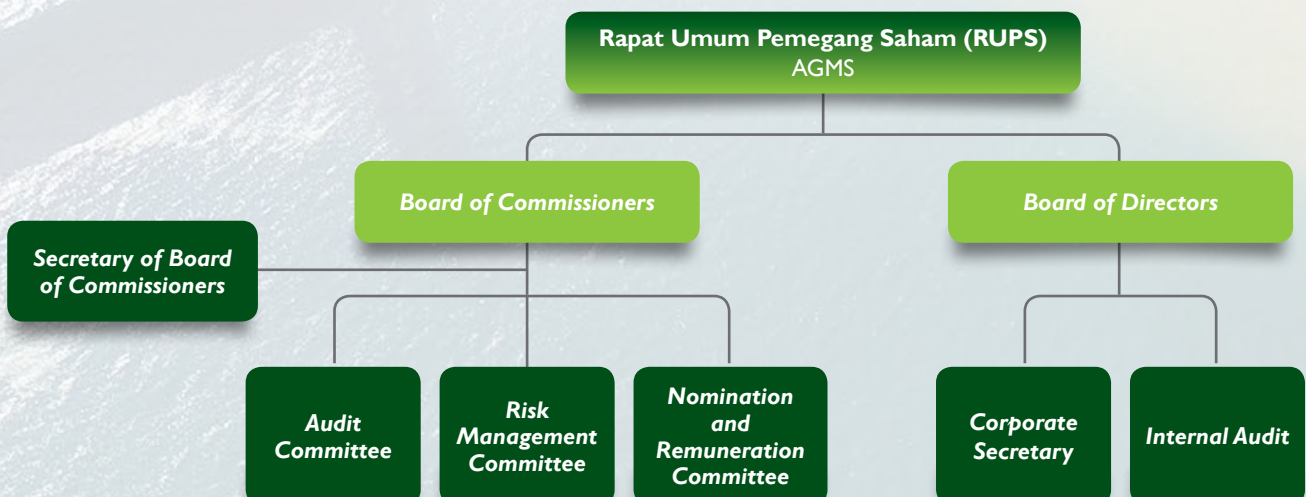 Rapat Umum Pemegang Saham (RUPS)
AGMS
Board of Commissioners
Board of Directors
Secretary of Board
of Commissioners
Audit
Committee
Risk
Management
Committee
Nomination
and
Remuneration
Committee
Corporate
Secretary
Internal Audit